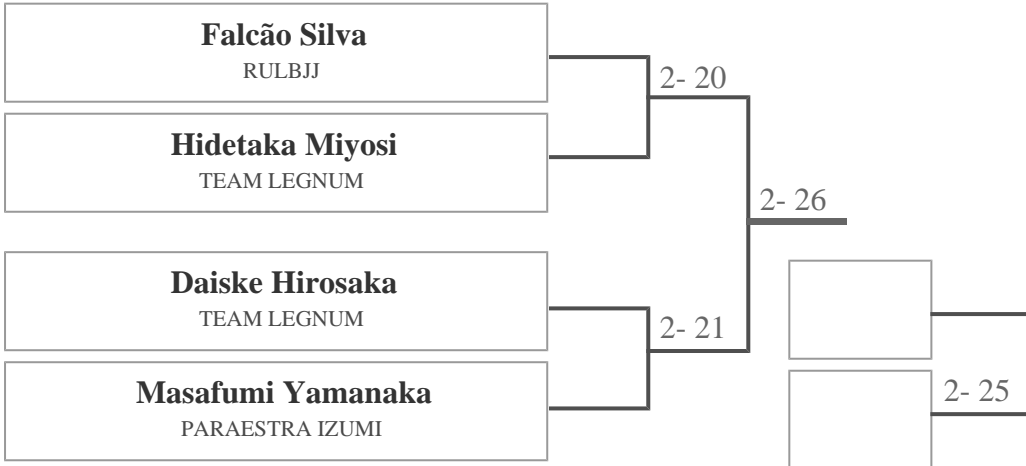 Falcão Silva
RULBJJ
2- 20
Hidetaka Miyosi
TEAM LEGNUM
2- 26
Daiske Hirosaka
TEAM LEGNUM
2- 21
Masafumi Yamanaka
PARAESTRA IZUMI
2- 25